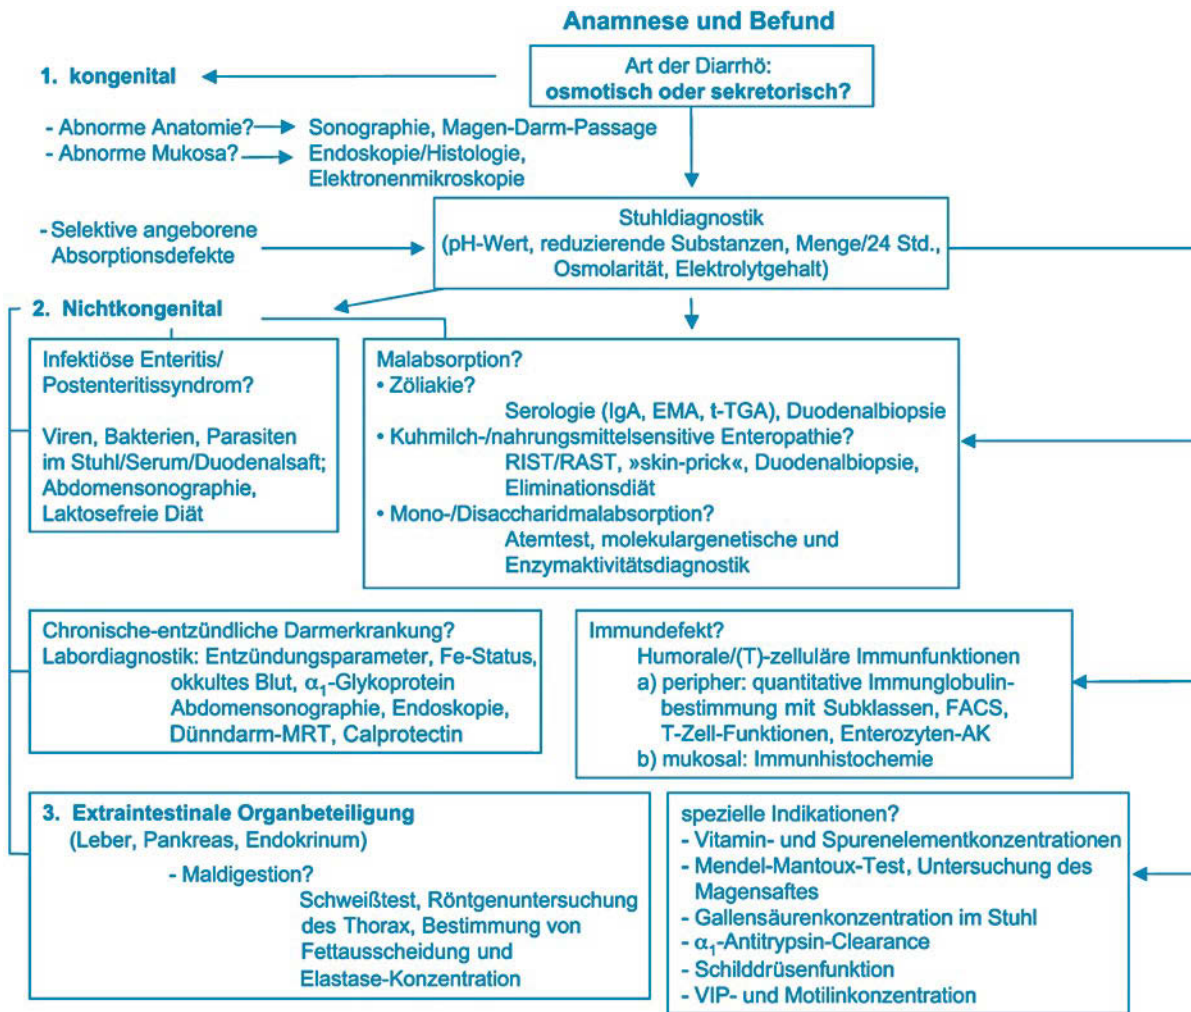 Anamnese und Befund
Art der Diarrhö:
osmotisch oder sekretorisch?
1. kongenital
- Abnorme Anatomie?
Sonographie, Magen-Darm-Passage
- Abnorme Mukosa?
Endoskopie/Histologie,
Elektronenmikroskopie
- Selektive angeborene
Absorptionsdefekte
Stuhldiagnostik
(pH-Wert, reduzierende Substanzen, Menge/24 Std.,
Osmolarität, Elektrolytgehalt)
2. Nichtkongenital
Infektiöse Enteritis/
Postenteritissyndrom?
Viren, Bakterien, Parasiten
im Stuhl/Serum/Duodenalsaft;
Abdomensonographie,
Laktosefreie Diät
Malabsorption?
• Zöliakie?
Serologie (IgA, EMA, t-TGA), Duodenalbiopsie
• Kuhmilch-/nahrungsmittelsensitive Enteropathie?
RIST/RAST, »skin-prick«, Duodenalbiopsie,
Eliminationsdiät
• Mono-/Disaccharidmalabsorption?
Atemtest, molekulargenetische und
Enzymaktivitätsdiagnostik
Chronische-entzündliche Darmerkrankung?
Labordiagnostik: Entzündungsparameter, Fe-Status,
okkultes Blut, α₁-Glykoprotein
Abdomensonographie, Endoskopie,
Dünndarm-MRT, Calprotectin
Immundefekt?
Humorale/(T)-zelluläre Immunfunktionen
a) peripher: quantitative Immunglobulin-
bestimmung mit Subklassen, FACS,
T-Zell-Funktionen, Enterozyten-AK
b) mukosal: Immunhistochemie
3. Extraintestinale Organbeteiligung
(Leber, Pankreas, Endokrinum)
- Maldigestion?
Schweißtest, Röntgenuntersuchung
des Thorax, Bestimmung von
Fettausscheidung und
Elastase-Konzentration
spezielle Indikationen?
- Vitamin- und Spurenelementkonzentrationen
- Mendel-Mantoux-Test, Untersuchung des
Magensaftes
- Gallensäurenkonzentration im Stuhl
- α₁-Antitrypsin-Clearance
- Schilddrüsenfunktion
- VIP- und Motilinkonzentration